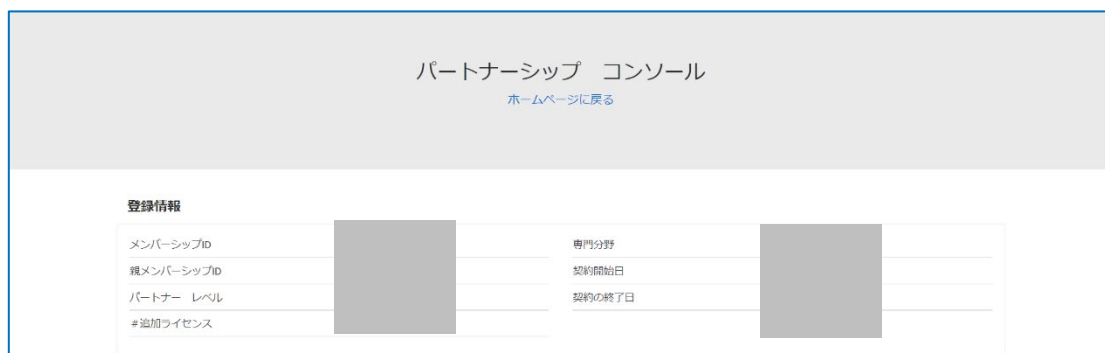 パートナーシップ　コンソール
ホームページに戻る
登録情報
メンバーシップID
専門分野
親メンバーシップID
契約開始日
パートナー　レベル
契約の終了日
#追加ライセンス